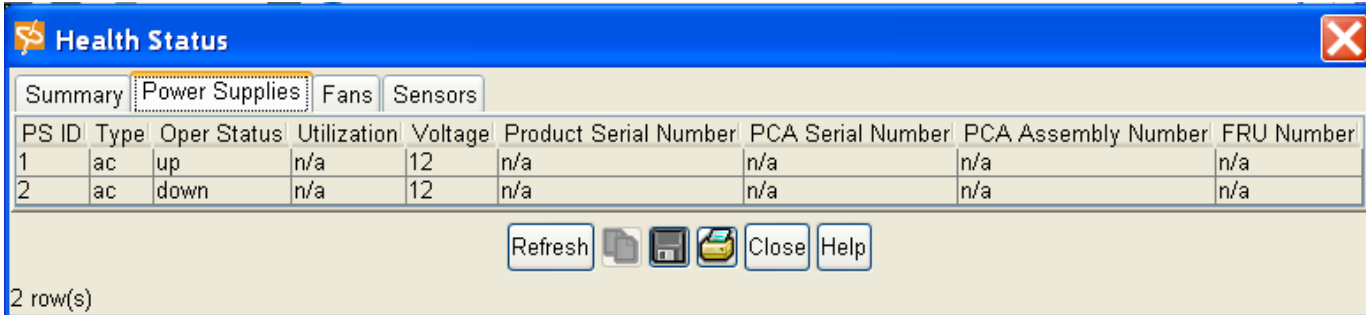 Health Status
Summary Power Supplies Fans Sensors
PS ID Type Oper Status Utilization Voltage Product Serial Number PCA Serial Number PCA Assembly Number FRU Number
1 ac up n/a 12 n/a n/a n/a n/a
2 ac down n/a 12 n/a n/a n/a n/a
Refresh Close Help
2 row(s)